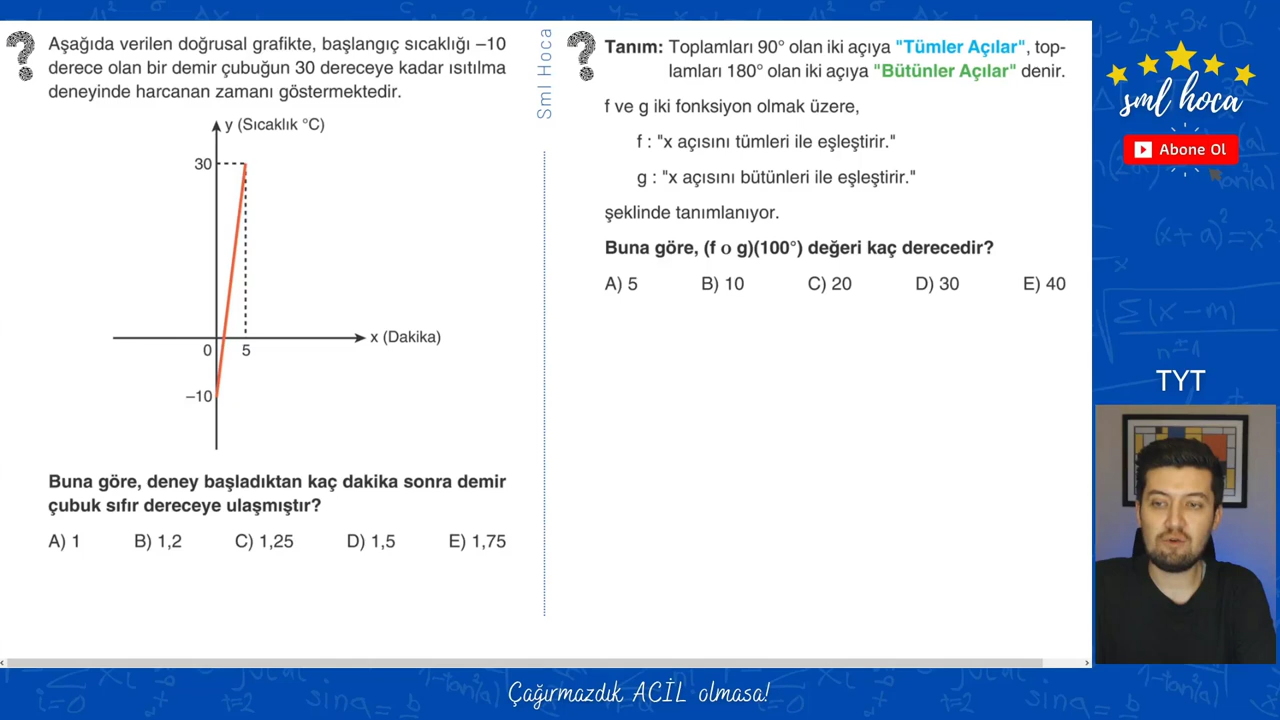 Aşağıda verilen doğrusal grafikte, başlangıç sıcaklığı –10
derece olan bir demir çubuğun 30 dereceye kadar ısıtılma
deneyinde harcanan zamanı göstermektedir.
y (Sıcaklık °C)
30
x (Dakika)
0
5
–10
Buna göre, deney başladıktan kaç dakika sonra demir
çubuk sıfır dereceye ulaşmıştır?
A) 1 B) 1,2 C) 1,25 D) 1,5 E) 1,75
Sml Hoca
Tanım: Toplamları 90° olan iki açıya "Tümler Açılar", top-
lamları 180° olan iki açıya "Bütünler Açılar" denir.
f ve g iki fonksiyon olmak üzere,
f : "x açısını tümleri ile eşleştirir."
g : "x açısını bütünleri ile eşleştirir."
şeklinde tanımlanıyor.
Buna göre, (f o g)(100°) değeri kaç derecedir?
A) 5 B) 10 C) 20 D) 30 E) 40
sml hoca
Abone Ol
(x + a)² = x²
Σ(x – m)
n – 1
TYT
Çağırmazdık ACİL olmasa!